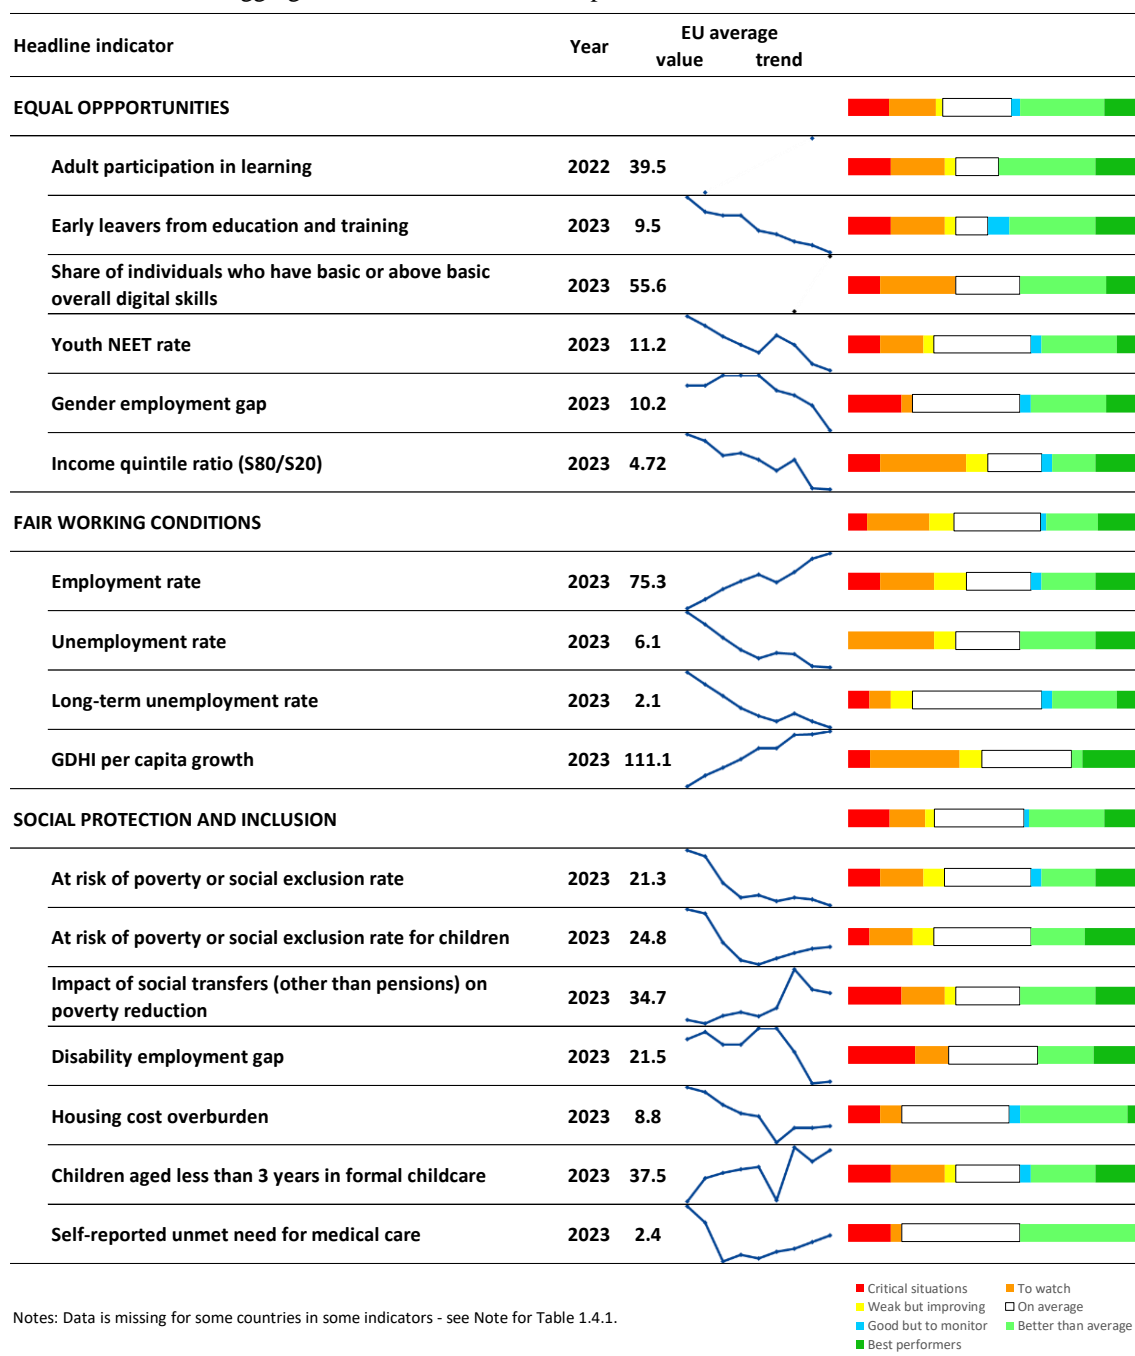 Headline indicator Year EU average
value trend
EQUAL OPPPORTUNITIES
Adult participation in learning 2022 39.5
Early leavers from education and training 2023 9.5
Share of individuals who have basic or above basic
overall digital skills 2023 55.6
Youth NEET rate 2023 11.2
Gender employment gap 2023 10.2
Income quintile ratio (S80/S20) 2023 4.72
FAIR WORKING CONDITIONS
Employment rate 2023 75.3
Unemployment rate 2023 6.1
Long-term unemployment rate 2023 2.1
GDHI per capita growth 2023 111.1
SOCIAL PROTECTION AND INCLUSION
At risk of poverty or social exclusion rate 2023 21.3
At risk of poverty or social exclusion rate for children 2023 24.8
Impact of social transfers (other than pensions) on
poverty reduction 2023 34.7
Disability employment gap 2023 21.5
Housing cost overburden 2023 8.8
Children aged less than 3 years in formal childcare 2023 37.5
Self-reported unmet need for medical care 2023 2.4
Critical situations To watch
Weak but improving On average
Good but to monitor Better than average
Best performers
Notes: Data is missing for some countries in some indicators - see Note for Table 1.4.1.